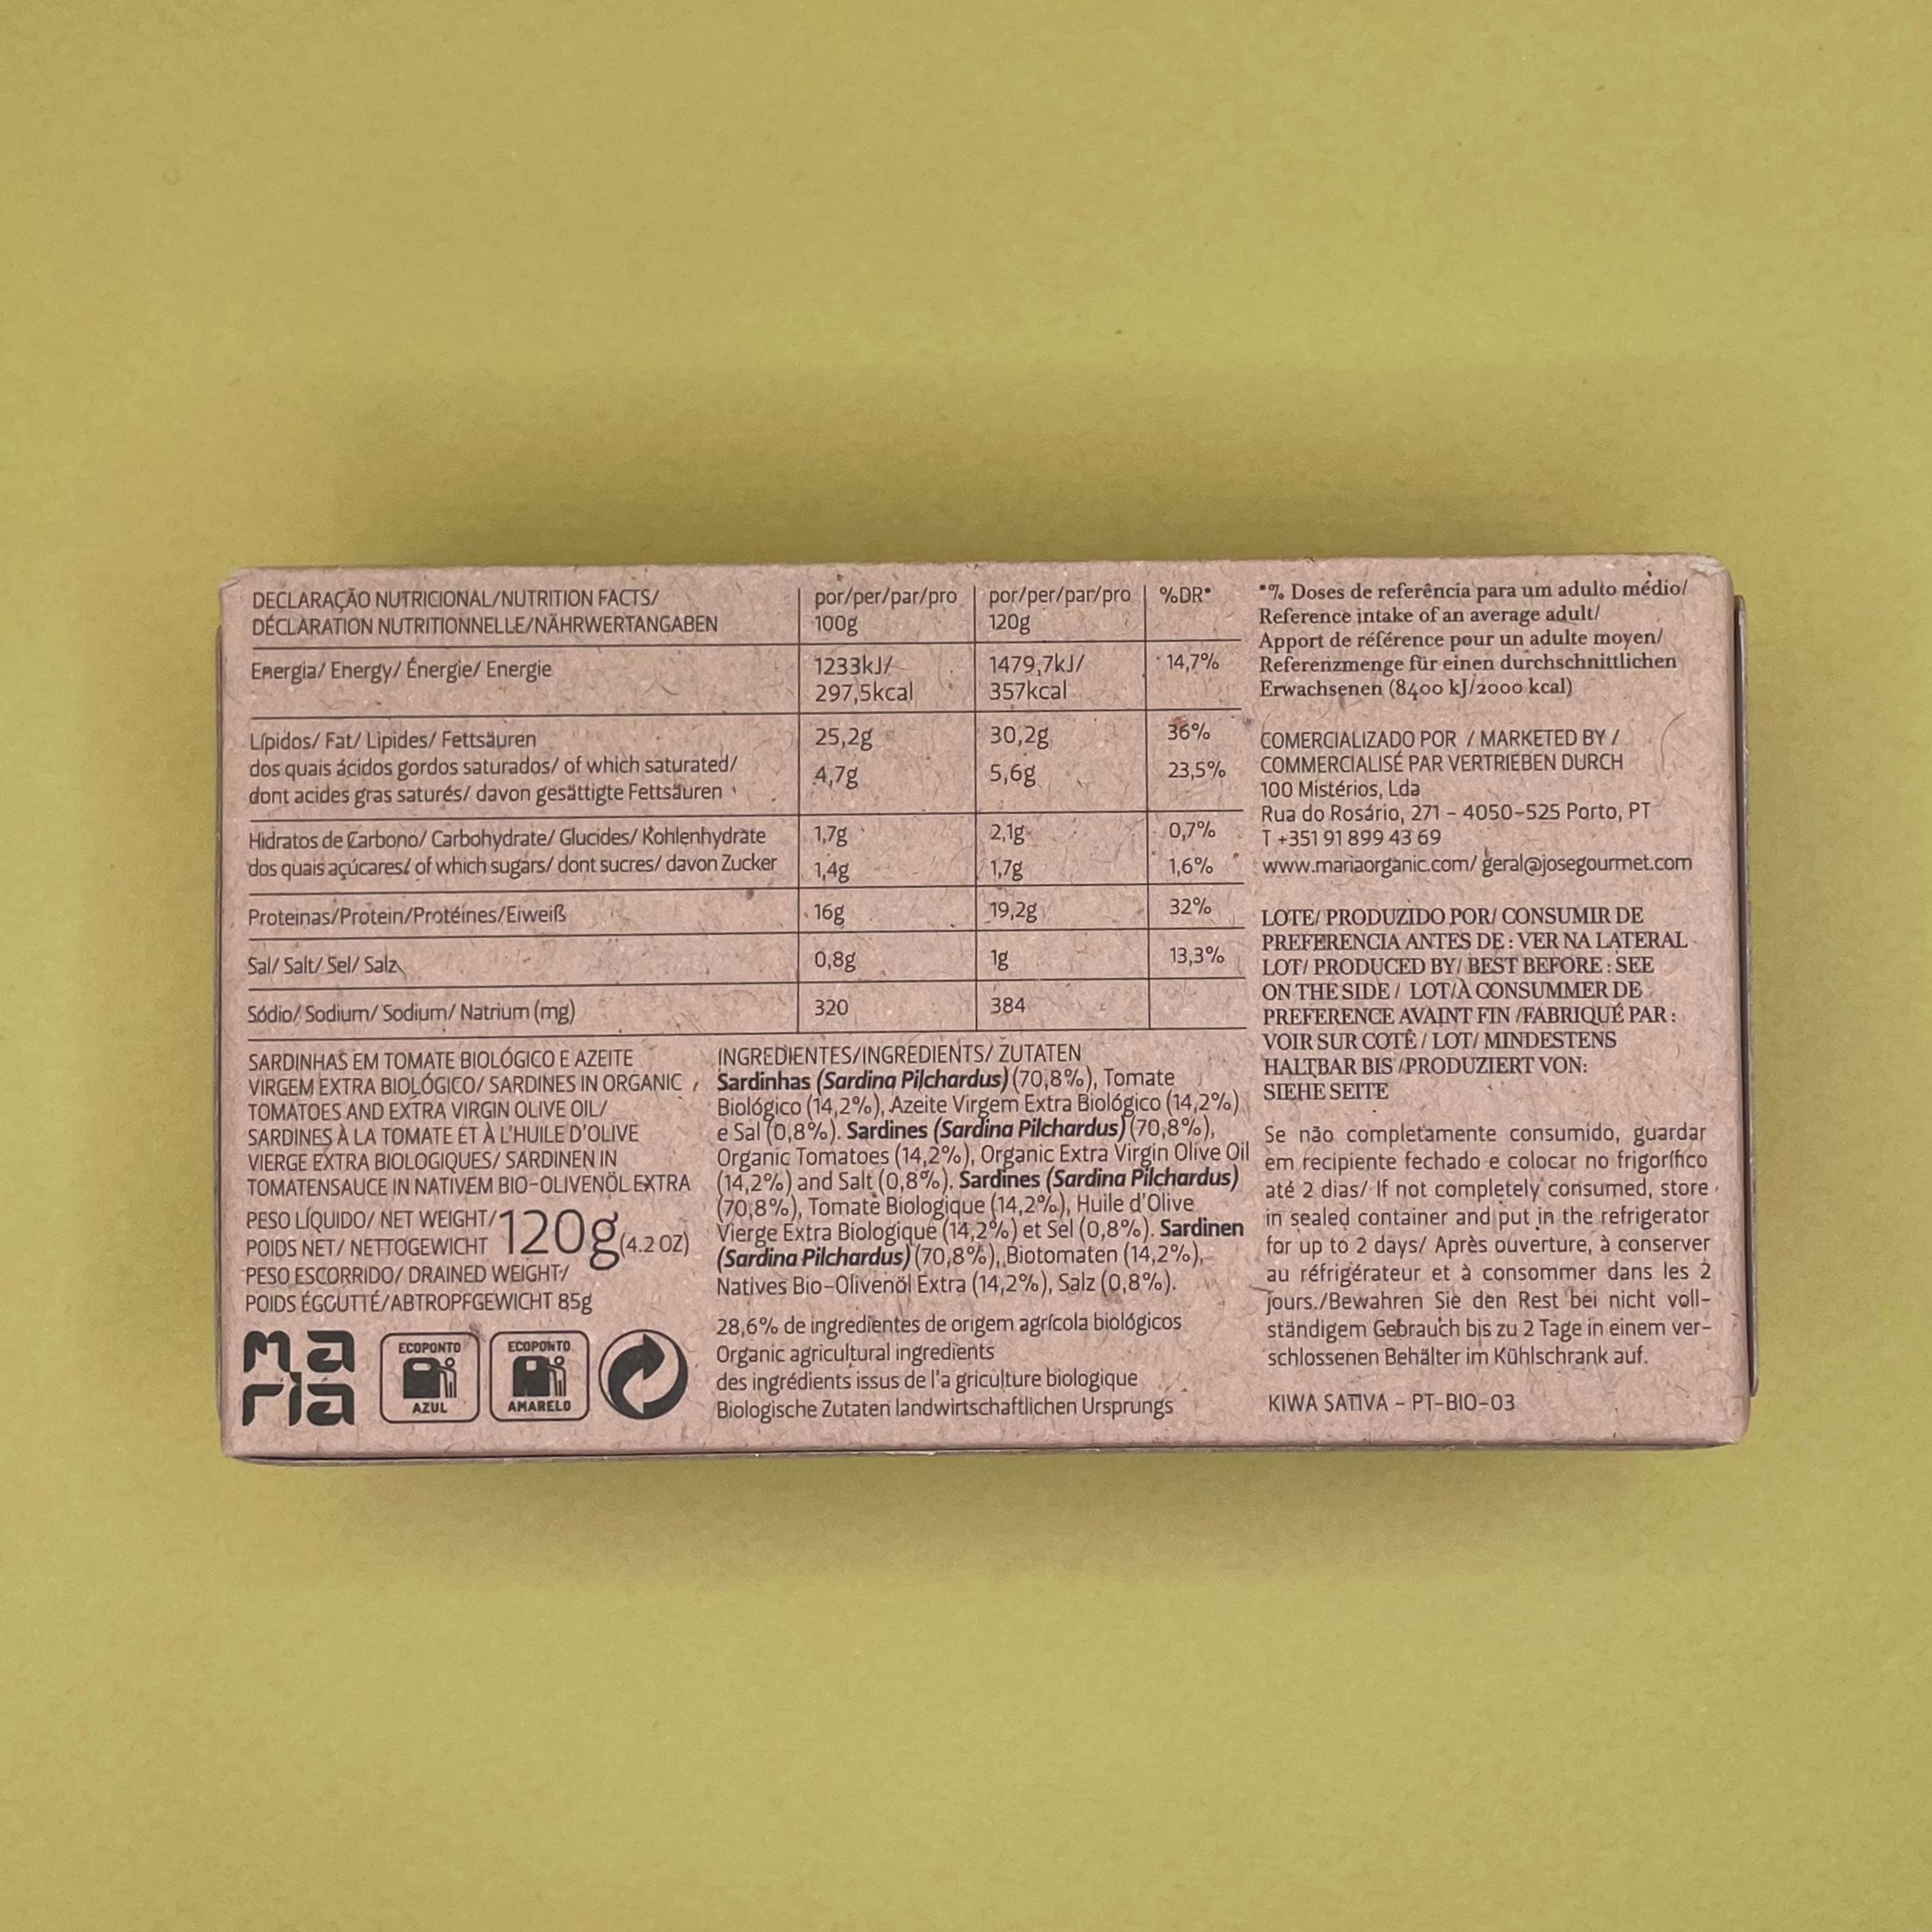 DECLARAÇÃO NUTRICIONAL/NUTRITION FACTS/
DÉCLARATION NUTRITIONNELLE/NÄHRWERTANGABEN
por/per/par/pro
100g
por/per/par/pro
120g
%DR*
Energia/ Energy/ Énergie/ Energie
1233kJ/
297,5kcal
1479,7kJ/
357kcal
14,7%
Lípidos/ Fat/ Lipides/ Fettsäuren
25,2g
30,2g
36%
dos quais ácidos gordos saturados/ of which saturated/
dont acides gras saturés/ davon gesättigte Fettsäuren
4,7g
5,6g
23,5%
Hidratos de Carbono/ Carbohydrate/ Glucides/ Kohlenhydrate
1,7g
2,1g
0,7%
dos quais açúcares/ of which sugars/ dont sucres/ davon Zucker
1,4g
1,7g
1,6%
Proteinas/Protein/Protéines/Eiweiß
16g
19,2g
32%
Sal/ Salt/ Sel/ Salz
0,8g
1g
13,3%
Sódio/ Sodium/ Sodium/ Natrium (mg)
320
384
SARDINHAS EM TOMATE BIOLÓGICO E AZEITE
VIRGEM EXTRA BIOLÓGICO/ SARDINES IN ORGANIC
TOMATOES AND EXTRA VIRGIN OLIVE OIL/
SARDINES À LA TOMATE ET À L'HUILE D'OLIVE
VIERGE EXTRA BIOLOGIQUES/ SARDINEN IN
TOMATENSAUCE IN NATIVEM BIO-OLIVENÖL EXTRA
PESO LÍQUIDO/ NET WEIGHT/
POIDS NET/ NETTOGEWICHT 120g (4.2 OZ)
PESO ESCORRIDO/ DRAINED WEIGHT/
POIDS ÉGOUTTÉ/ABTROPFGEWICHT 85g
maria
ECOPONTO
AZUL
ECOPONTO
AMARELO
INGREDIENTES/INGREDIENTS/ ZUTATEN
Sardinhas (Sardina Pilchardus) (70,8%), Tomate
Biológico (14,2%), Azeite Virgem Extra Biológico (14,2%)
e Sal (0,8%). Sardines (Sardina Pilchardus) (70,8%),
Organic Tomatoes (14,2%), Organic Extra Virgin Olive Oil
(14,2%) and Salt (0,8%). Sardines (Sardina Pilchardus)
(70,8%), Tomate Biologique (14,2%), Huile d'Olive
Vierge Extra Biologique (14,2%) et Sel (0,8%). Sardinen
(Sardina Pilchardus) (70,8%), Biotomaten (14,2%),
Natives Bio-Olivenöl Extra (14,2%), Salz (0,8%).
28,6% de ingredientes de origem agrícola biológicos
Organic agricultural ingredients
des ingrédients issus de l'a griculture biologique
Biologische Zutaten landwirtschaftlichen Ursprungs
*% Doses de referência para um adulto médio/
Reference intake of an average adult/
Apport de référence pour un adulte moyen/
Referenzmenge für einen durchschnittlichen
Erwachsenen (8400 kJ/2000 kcal)
COMERCIALIZADO POR / MARKETED BY /
COMMERCIALISÉ PAR VERTRIEBEN DURCH
100 Mistérios, Lda
Rua do Rosário, 271 - 4050-525 Porto, PT
T +351 91 899 43 69
www.mariaorganic.com/ geral@josegourmet.com
LOTE/ PRODUZIDO POR/ CONSUMIR DE
PREFERENCIA ANTES DE : VER NA LATERAL
LOT/ PRODUCED BY/ BEST BEFORE : SEE
ON THE SIDE / LOT/À CONSUMMER DE
PREFERENCE AVAINT FIN /FABRIQUÉ PAR :
VOIR SUR COTÊ / LOT/ MINDESTENS
HALTBAR BIS /PRODUZIERT VON:
SIEHE SEITE
Se não completamente consumido, guardar
em recipiente fechado e colocar no frigorífico
até 2 dias/ If not completely consumed, store
in sealed container and put in the refrigerator
for up to 2 days/ Après ouverture, à conserver
au réfrigérateur et à consommer dans les 2
jours./Bewahren Sie den Rest bei nicht voll-
ständigem Gebrauch bis zu 2 Tage in einem ver-
schlossenen Behälter im Kühlschrank auf.
KIWA SATIVA - PT-BIO-03